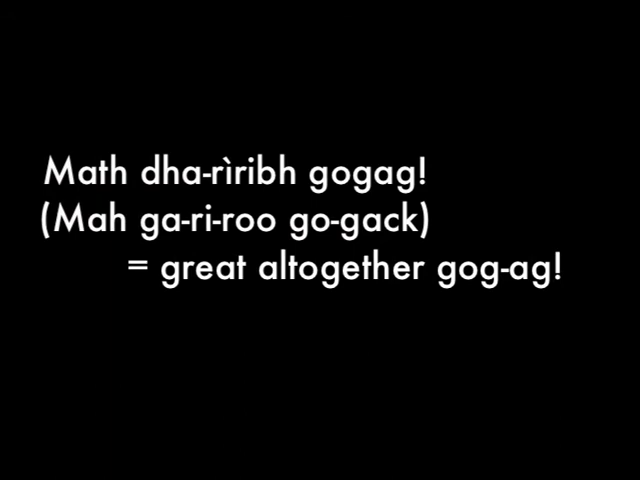 Math dha-rìribh gogag!
(Mah ga-ri-roo go-gack)
= great altogether gog-ag!